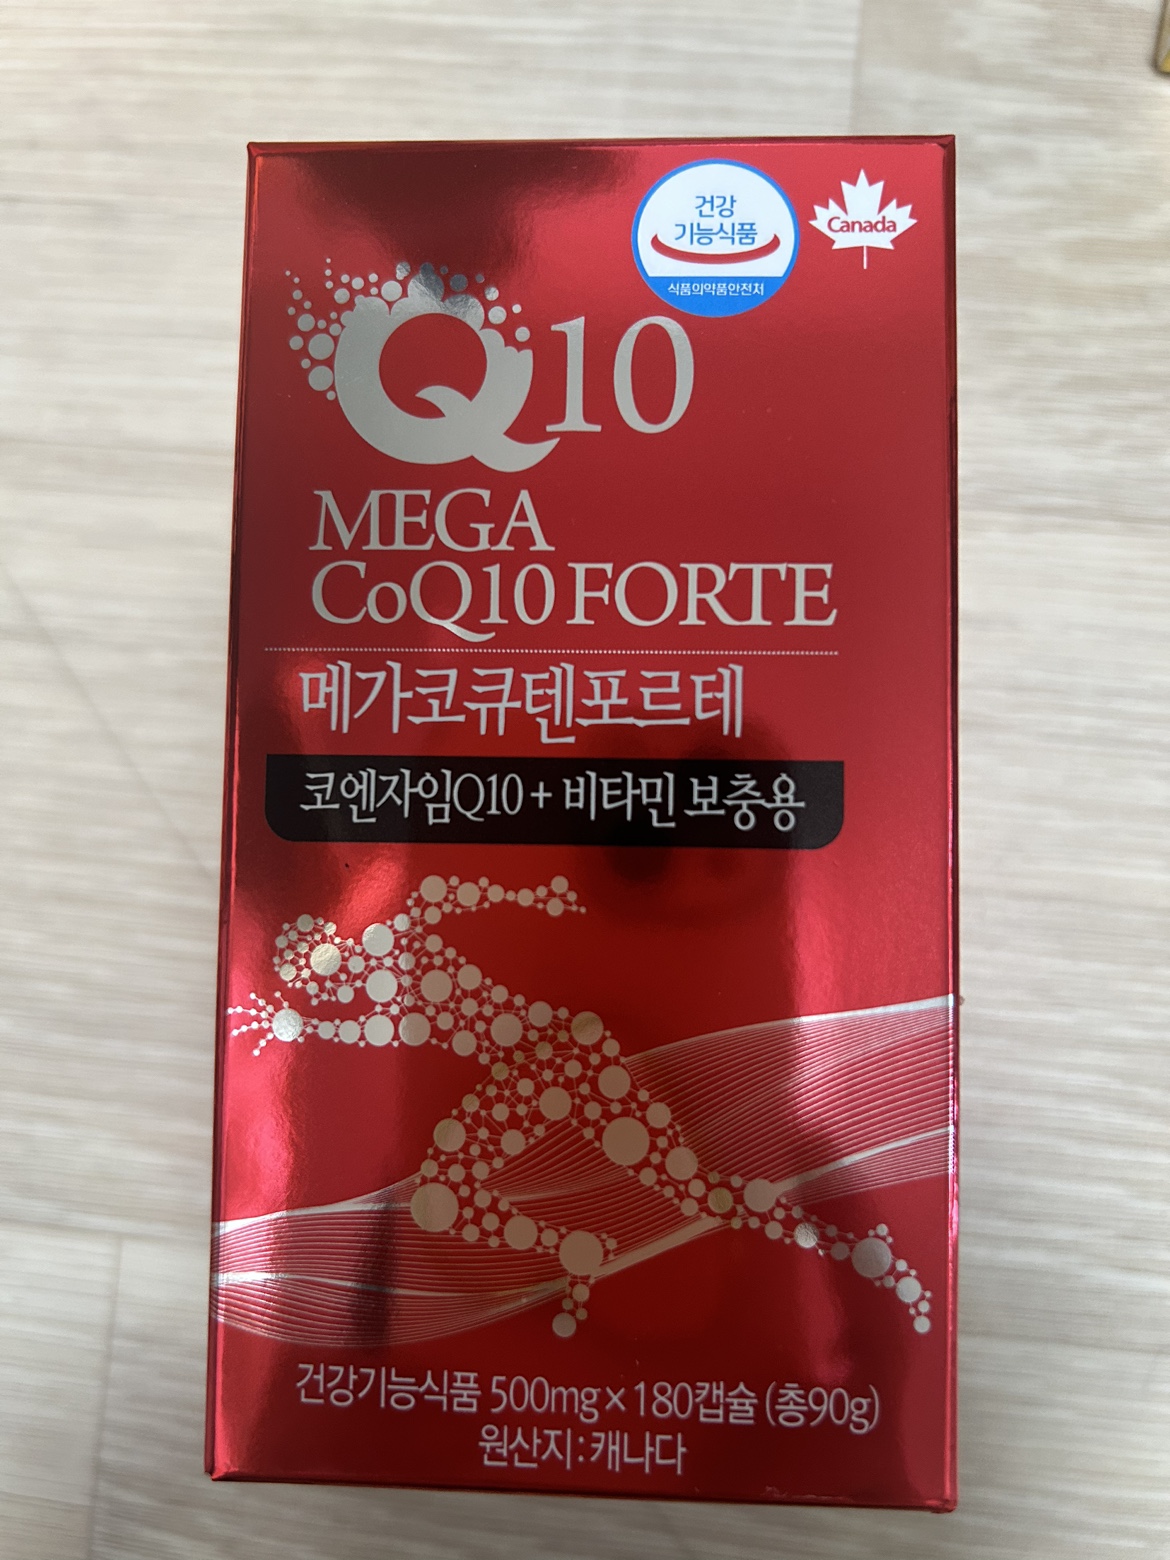 건강
기능식품
식품의약품안전처
Canada
Q10
MEGA
CoQ10 FORTE
메가코큐텐포르테
코엔자임Q10 + 비타민 보충용
건강기능식품 500mg × 180캡슐 (총90g)
원산지 : 캐나다